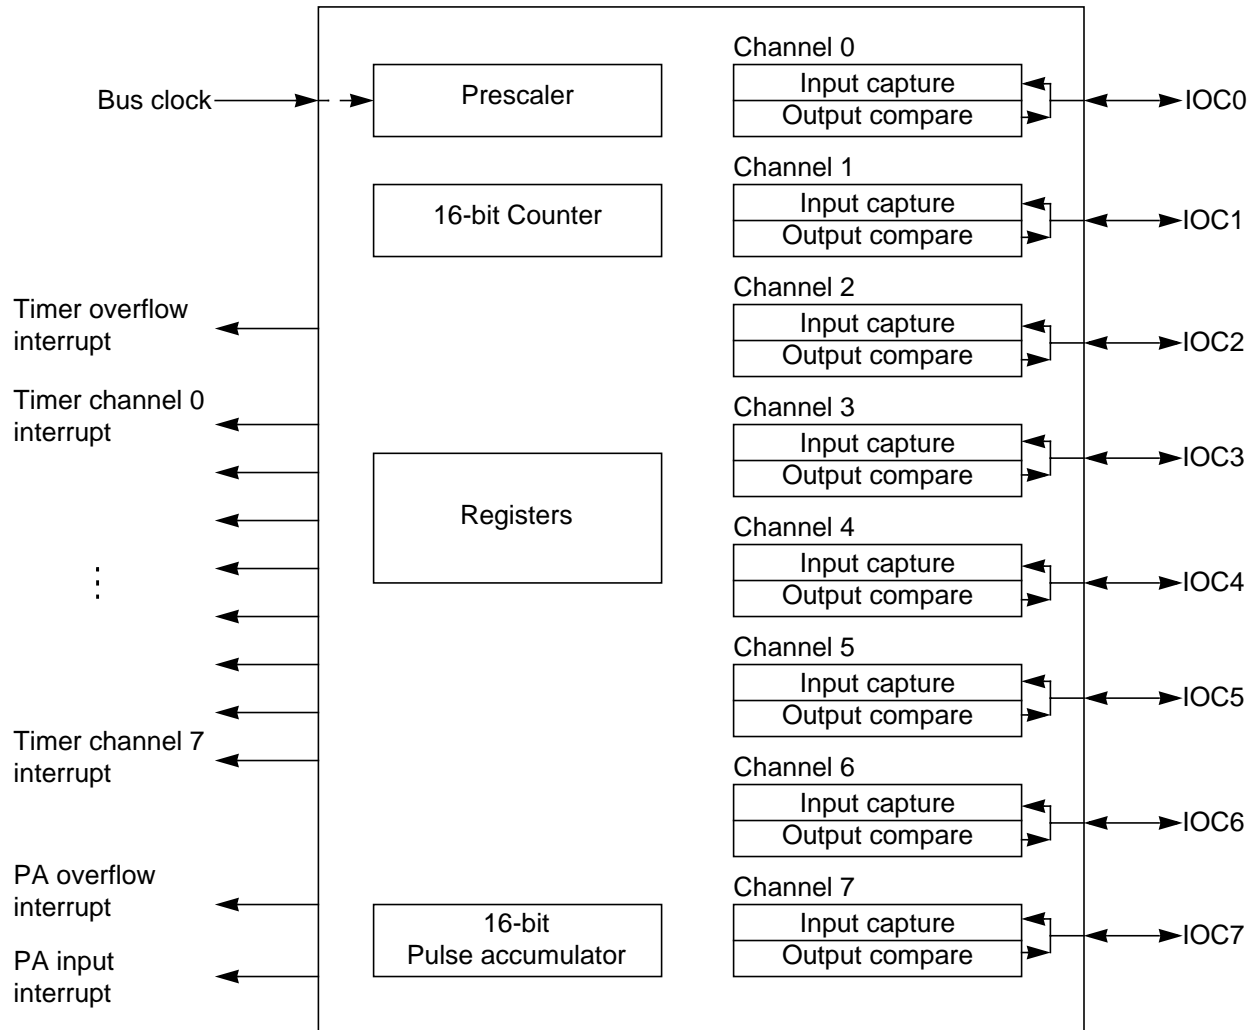 Bus clock
Timer overflow
interrupt
Timer channel 0
interrupt
Timer channel 7
interrupt
PA overflow
interrupt
PA input
interrupt
Prescaler
16-bit Counter
Registers
16-bit
Pulse accumulator
Channel 0
Input capture
Output compare
IOC0
Channel 1
Input capture
Output compare
IOC1
Channel 2
Input capture
Output compare
IOC2
Channel 3
Input capture
Output compare
IOC3
Channel 4
Input capture
Output compare
IOC4
Channel 5
Input capture
Output compare
IOC5
Channel 6
Input capture
Output compare
IOC6
Channel 7
Input capture
Output compare
IOC7